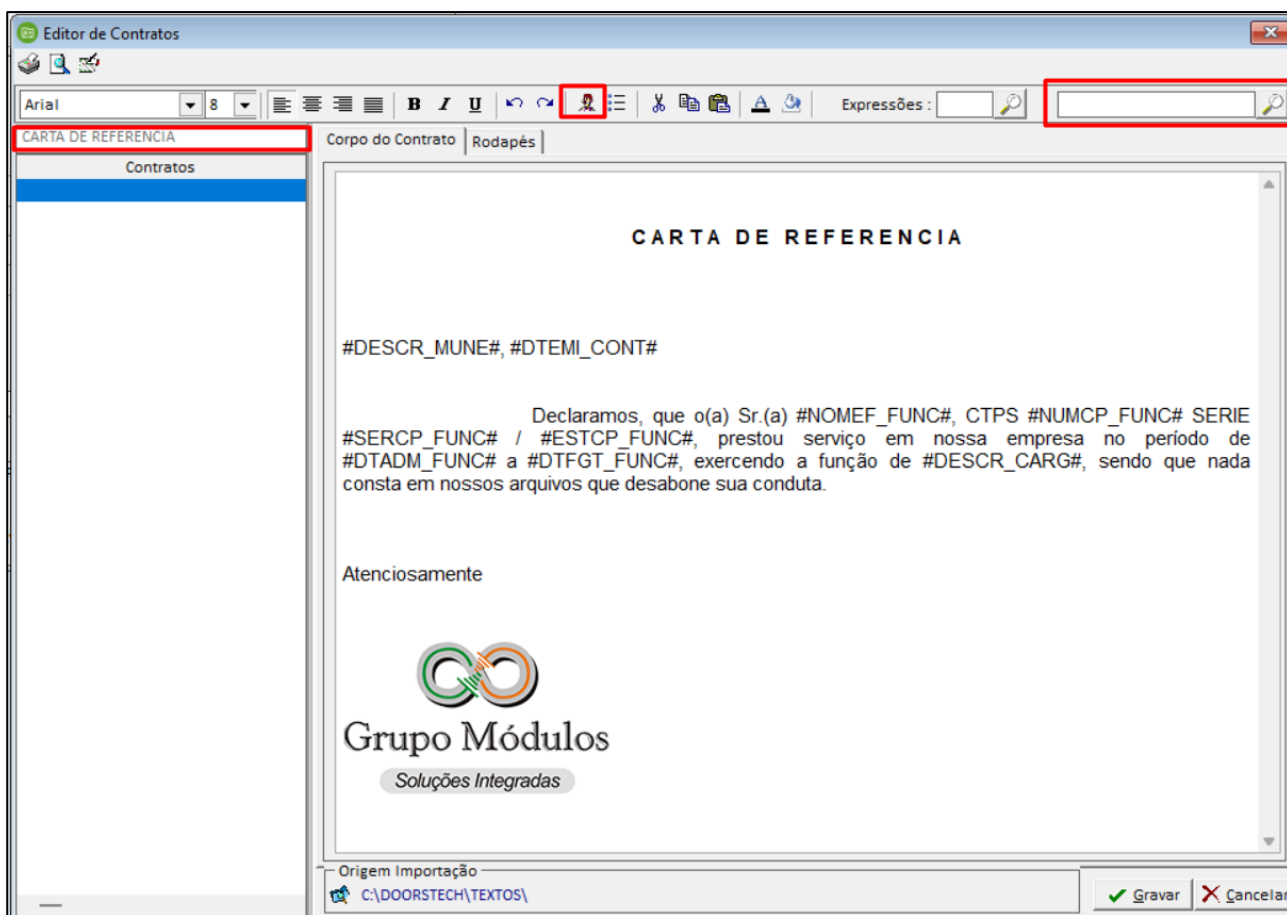 Editor de Contratos
Arial 8 B I U Expressões :
CARTA DE REFERENCIA
Corpo do Contrato Rodapés
Contratos
CARTA DE REFERENCIA
#DESCR_MUNE#, #DTEMI_CONT#
Declaramos, que o(a) Sr.(a) #NOMEF_FUNC#, CTPS #NUMCP_FUNC# SERIE
#SERCP_FUNC# / #ESTCP_FUNC#, prestou serviço em nossa empresa no período de
#DTADM_FUNC# a #DTFGT_FUNC#, exercendo a função de #DESCR_CARG#, sendo que nada
consta em nossos arquivos que desabone sua conduta.
Atenciosamente
Grupo Módulos
Soluções Integradas
Origem Importação
C:\DOORSTECH\TEXTOS\
Gravar Cancelar